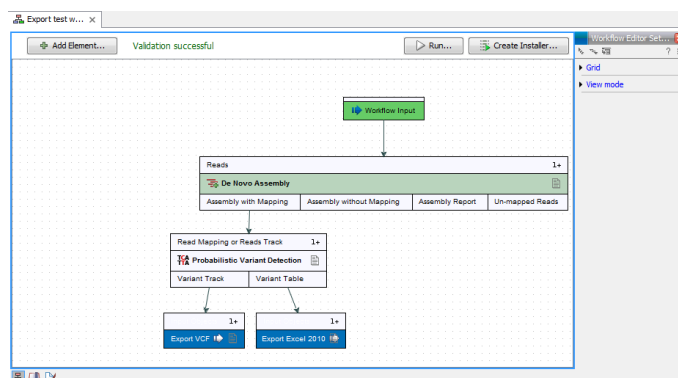 Export test w... x
Add Element... Validation successful Run... Create Installer...
Workflow Editor Set...
?
Grid
View mode
Workflow Input
Reads 1+
De Novo Assembly
Assembly with Mapping Assembly without Mapping Assembly Report Un-mapped Reads
Read Mapping or Reads Track 1+
Probabilistic Variant Detection
Variant Track Variant Table
1+ 1+
Export VCF Export Excel 2010